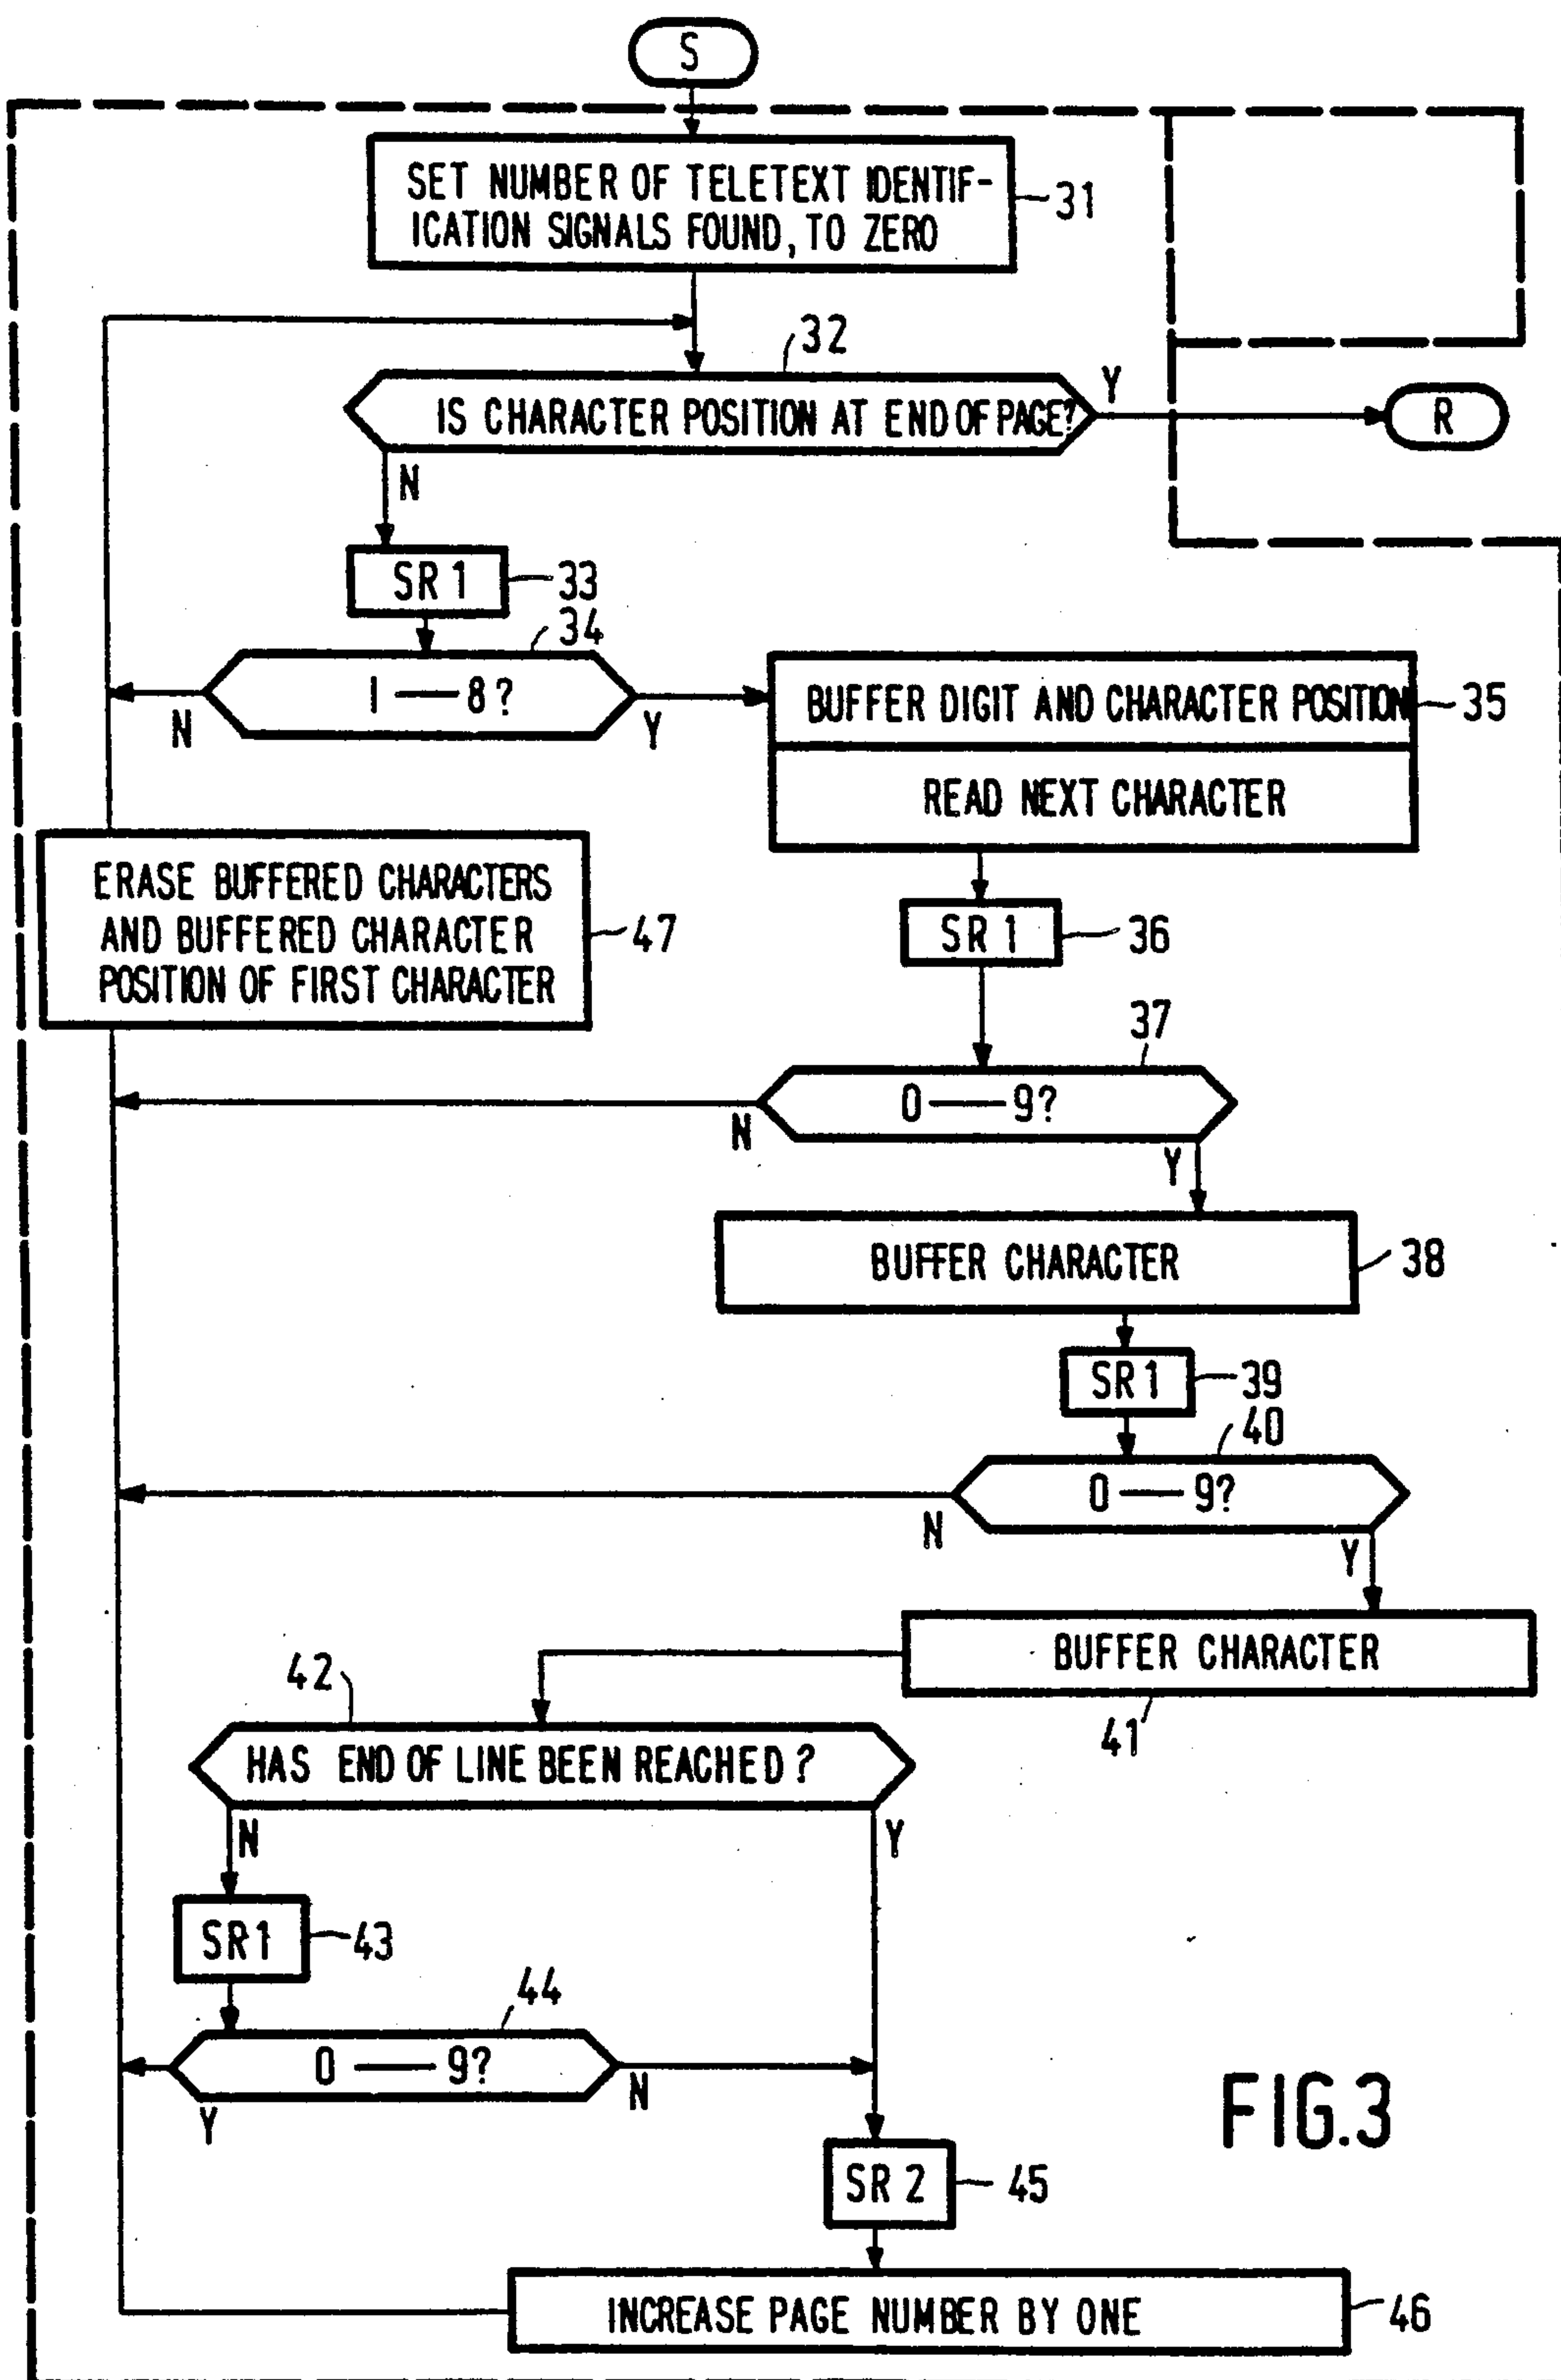 S
SET NUMBER OF TELETEXT IDENTIF-
ICATION SIGNALS FOUND, TO ZERO
31
32
IS CHARACTER POSITION AT END OF PAGE?
Y
R
N
SR 1
33
34
1 — 8?
N
Y
BUFFER DIGIT AND CHARACTER POSITION
35
READ NEXT CHARACTER
ERASE BUFFERED CHARACTERS
AND BUFFERED CHARACTER
POSITION OF FIRST CHARACTER
47
SR 1
36
37
0 — 9?
N
Y
BUFFER CHARACTER
38
SR 1
39
40
0 — 9?
N
Y
BUFFER CHARACTER
41
42
HAS END OF LINE BEEN REACHED?
N
Y
SR 1
43
44
0 — 9?
Y
N
SR 2
45
INCREASE PAGE NUMBER BY ONE
46
FIG.3